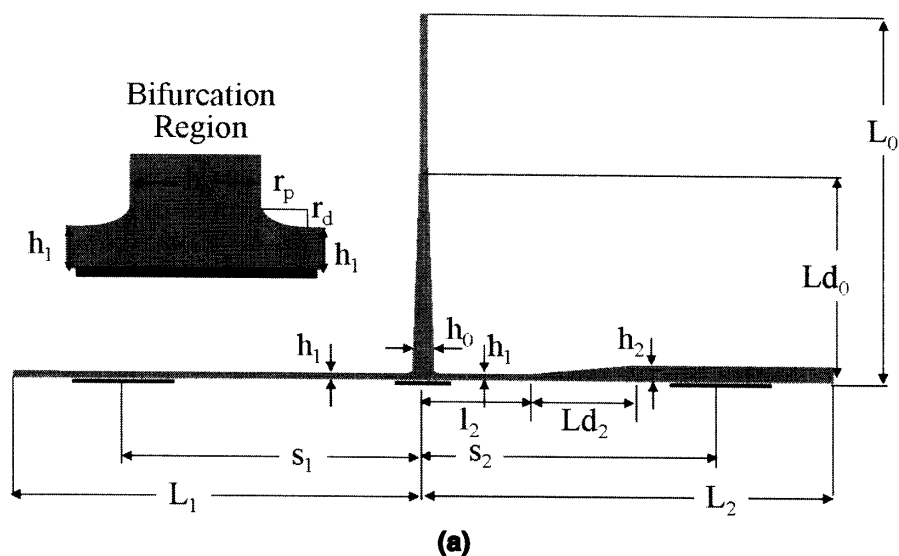 Bifurcation
Region
r_p
r_d
h_1
h_1
L_0
Ld_0
h_1
h_0
h_1
h_2
l_2
Ld_2
s_1
s_2
L_1
L_2
(a)